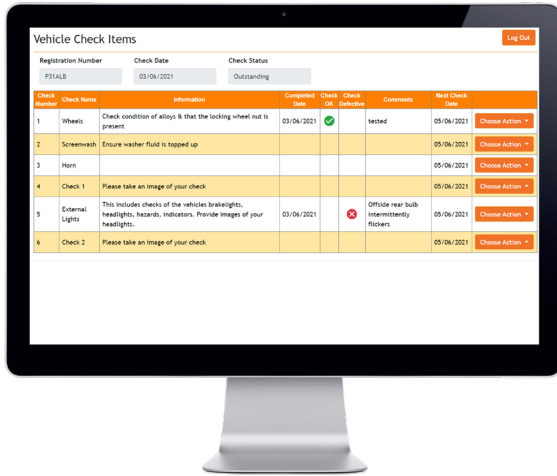 Vehicle Check Items
Log Out
Registration Number Check Date Check Status
P31ALB 03/06/2021 Outstanding
Check Number Check Name Information Completed Date Check OK Check Defective Comments Next Check Date
1 Wheels Check condition of alloys & that the locking wheel nut is present 03/06/2021 tested 05/06/2021 Choose Action
2 Screenwash Ensure washer fluid is topped up 05/06/2021 Choose Action
3 Horn 05/06/2021 Choose Action
4 Check 1 Please take an image of your check 05/06/2021 Choose Action
5 External Lights This includes checks of the vehicles brakelights, headlights, hazards, indicators. Provide images of your headlights. 03/06/2021 Offside rear bulb intermittently flickers 05/06/2021 Choose Action
6 Check 2 Please take an image of your check 05/06/2021 Choose Action